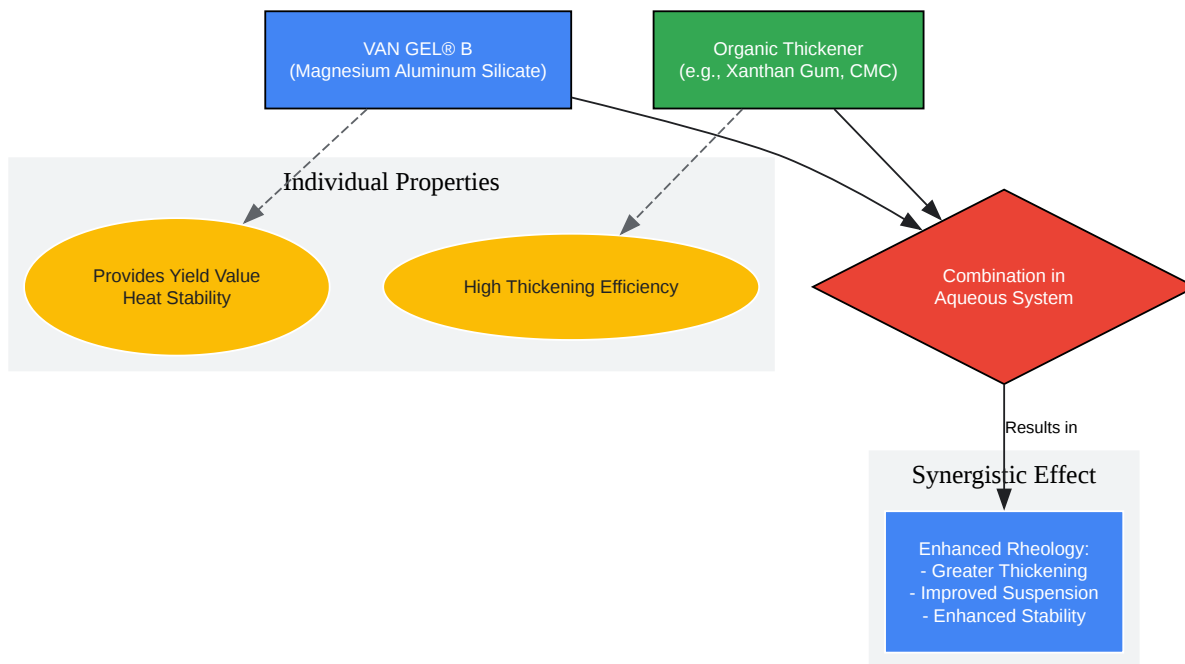 VAN GEL® B
(Magnesium Aluminum Silicate)
Organic Thickener
(e.g., Xanthan Gum, CMC)
Individual Properties
Provides Yield Value
Heat Stability
High Thickening Efficiency
Combination in
Aqueous System
Results in
Synergistic Effect
Enhanced Rheology:
- Greater Thickening
- Improved Suspension
- Enhanced Stability